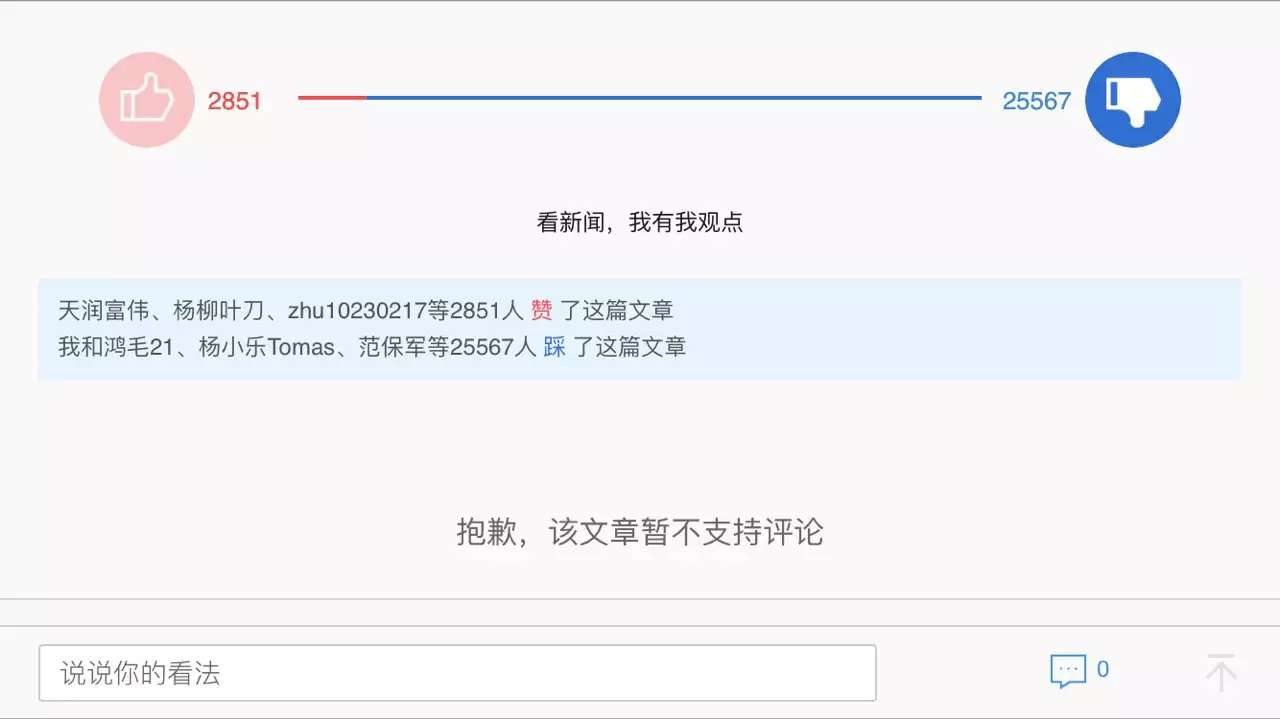 2851
25567
看新闻，我有我观点
天润富伟、杨柳叶刀、zhu10230217等2851人 赞 了这篇文章
我和鸿毛21、杨小乐Tomas、范保军等25567人 踩 了这篇文章
抱歉，该文章暂不支持评论
说说你的看法
0